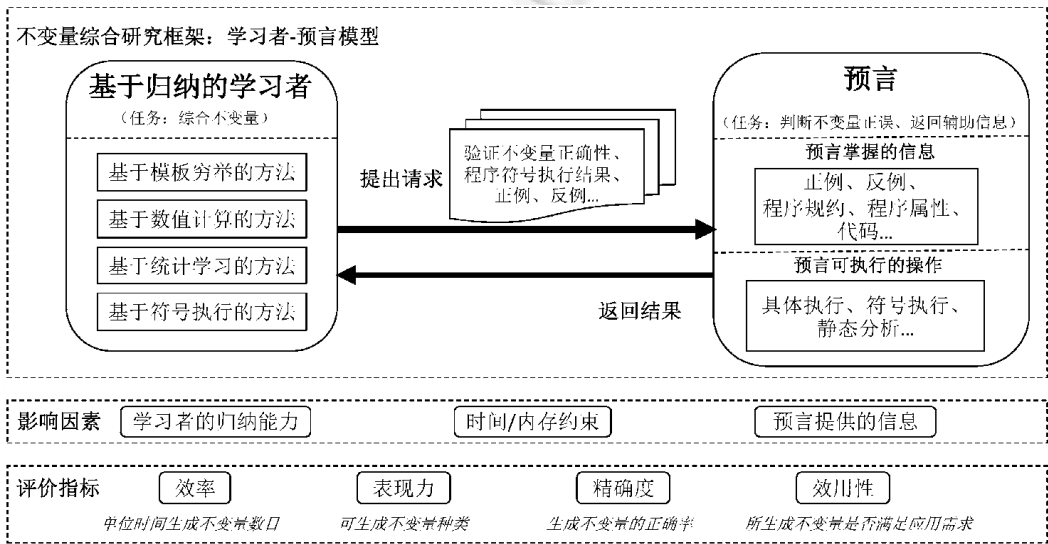 不变量综合研究框架：学习者-预言模型
基于归纳的学习者
（任务：综合不变量）
基于模板穷举的方法
基于数值计算的方法
基于统计学习的方法
基于符号执行的方法
提出请求
验证不变量正确性、
程序符号执行结果、
正例、反例...
返回结果
预言
（任务：判断不变量正误、返回辅助信息）
预言掌握的信息
正例、反例、
程序规约、程序属性、
代码...
预言可执行的操作
具体执行、符号执行、
静态分析...
影响因素
学习者的归纳能力
时间/内存约束
预言提供的信息
评价指标
效率
表现力
精确度
效用性
单位时间生成不变量数目
可生成不变量种类
生成不变量的正确率
所生成不变量是否满足应用需求